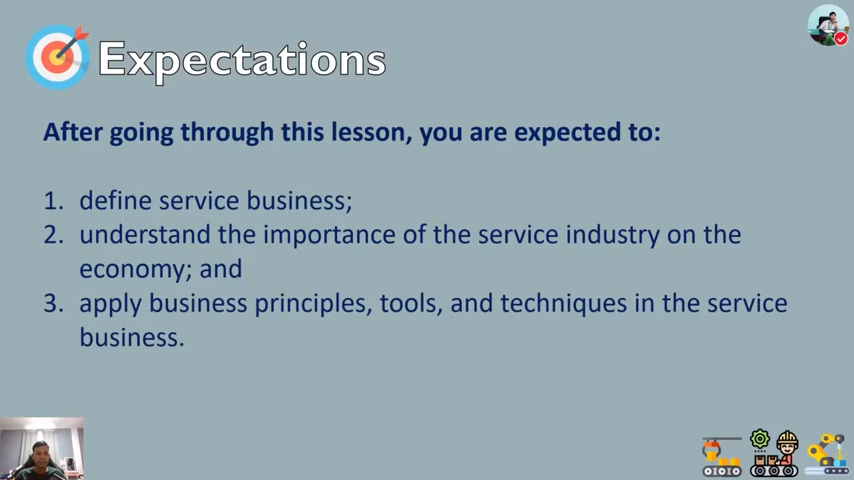 Expectations
After going through this lesson, you are expected to:
1. define service business;
2. understand the importance of the service industry on the
economy; and
3. apply business principles, tools, and techniques in the service
business.